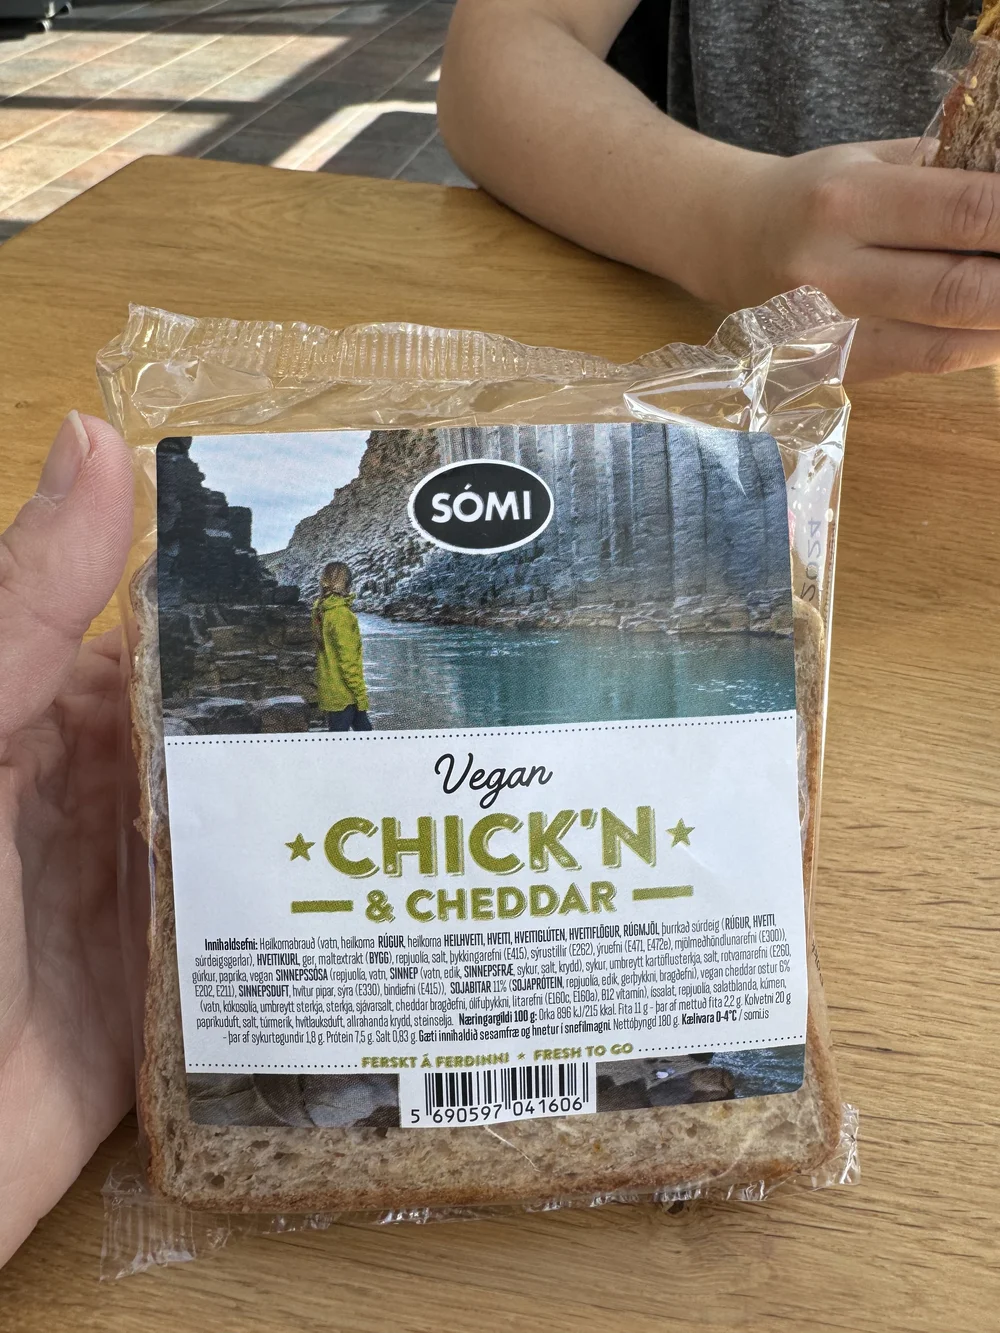 SÓMI
2024
Vegan
CHICK'N
& CHEDDAR
Innihaldsefni: Heilkornabrauð (vatn, heilkorna RÚGUR, heilkorna HEILHVEITI, HVEITI, HVEITIGLÚTEN, HVEITIFLÖGUR, RÚGMJÖL, þurrkað súrdeig (RÚGUR, HVEITI,
súrdeigsgerlar), HVEITIKURL, ger, maltextrakt (BYGG), repjuolía, salt, þykkingarefni (E415), sýrustillir (E262), ýruefni (E471, E472e), mjölmeðhöndlunarefni (E300)),
gúrkur, paprika, vegan SINNEPSSÓSA (repjuolía, vatn, SINNEP (vatn, edik, SINNEPSFRÆ, sykur, salt, krydd), sykur, umbreytt kartöflusterkja, salt, rotvarnarefni (E260,
E202, E211), SINNEPSDUFT, hvítur pipar, sýra (E330), bindiefni (E415)), SOJABITAR 11% (SOJAPRÓTEIN, repjuolía, edik, gerþykkni, bragðefni), vegan cheddar ostur 6%
(vatn, kókosolía, umbreytt sterkja, sterkja, sjávarsalt, cheddar bragðefni, ólífuþykkni, litarefni (E160c, E160a), B12 vítamín), íssalat, repjuolía, salatblanda, kúmen,
paprikuduft, salt, túrmerik, hvítlauksduft, allrahanda krydd, steinselja. Næringargildi 100 g: Orka 896 kJ/215 kkal. Fita 11 g - þar af mettuð fita 2,2 g. Kolvetni 20 g
- þar af sykurtegundir 1,8 g. Prótein 7,5 g. Salt 0,83 g. Gæti innihaldið sesamfræ og hnetur í snefilmagni. Nettóþyngd 180 g. Kælivara 0-4°C / somi.is
FERSKT Á FERÐINNI * FRESH TO GO
5 690597 041606